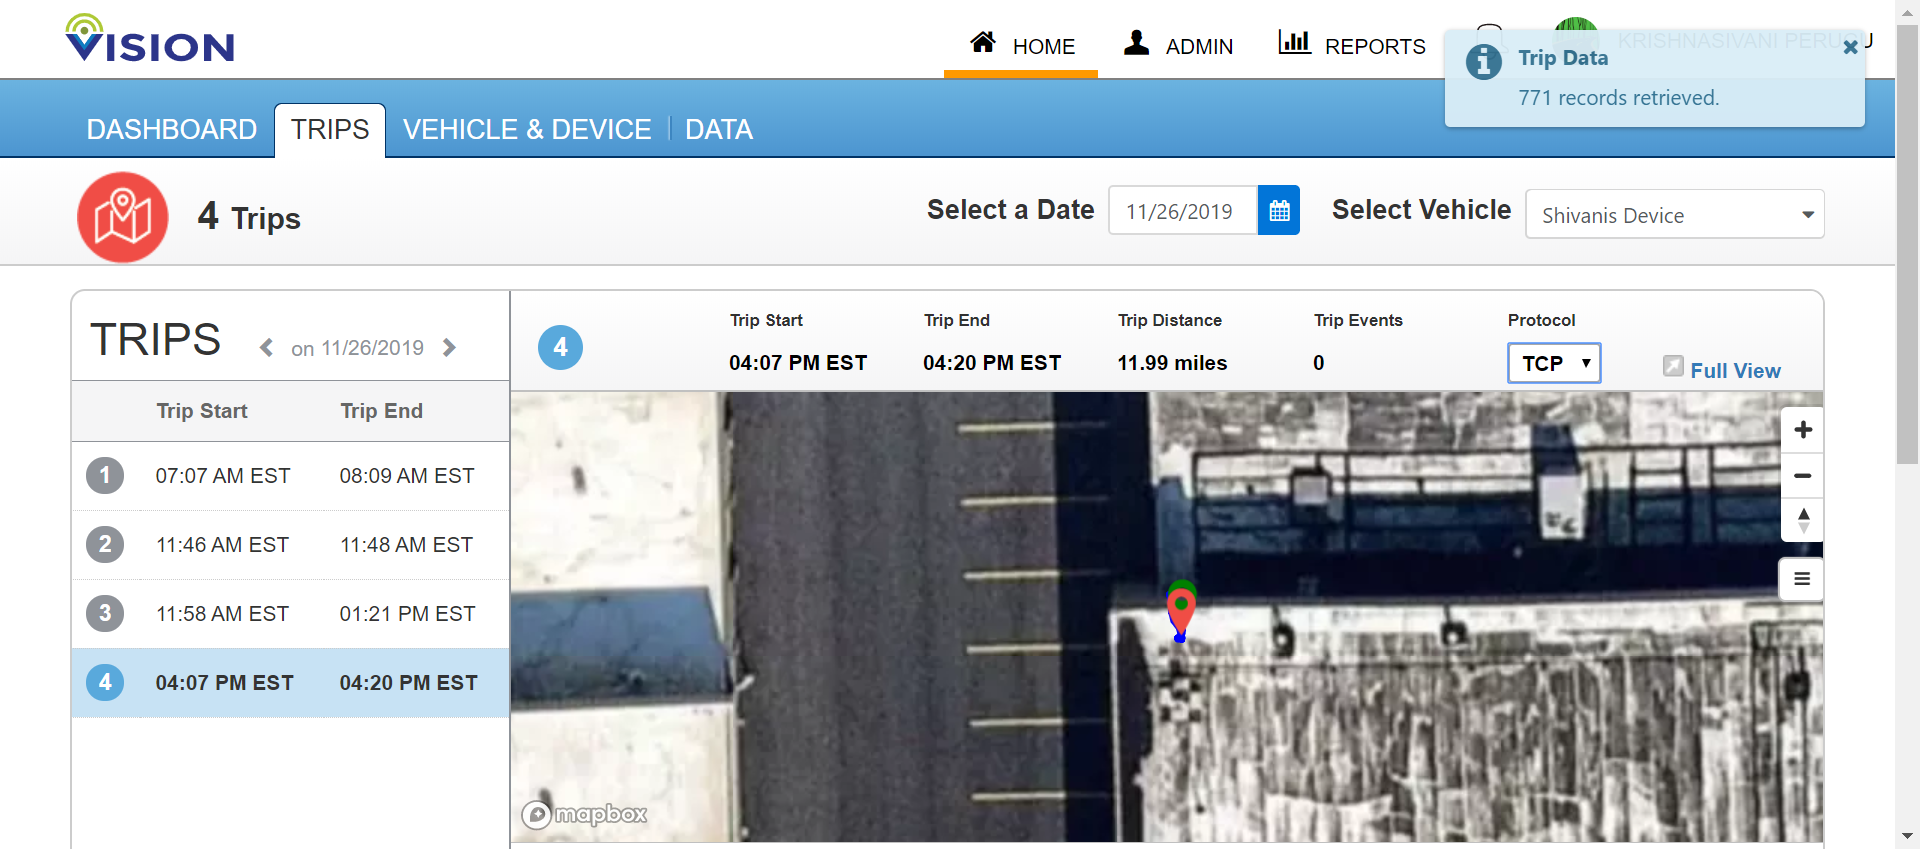 VISION
HOME
ADMIN
REPORTS
KRISHNASIVANI PERUGU
Trip Data
771 records retrieved.
DASHBOARD
TRIPS
VEHICLE & DEVICE
DATA
4 Trips
Select a Date
11/26/2019
Select Vehicle
Shivanis Device
TRIPS
on 11/26/2019
Trip Start Trip End
1 07:07 AM EST 08:09 AM EST
2 11:46 AM EST 11:48 AM EST
3 11:58 AM EST 01:21 PM EST
4 04:07 PM EST 04:20 PM EST
4
Trip Start
04:07 PM EST
Trip End
04:20 PM EST
Trip Distance
11.99 miles
Trip Events
0
Protocol
TCP
Full View
mapbox